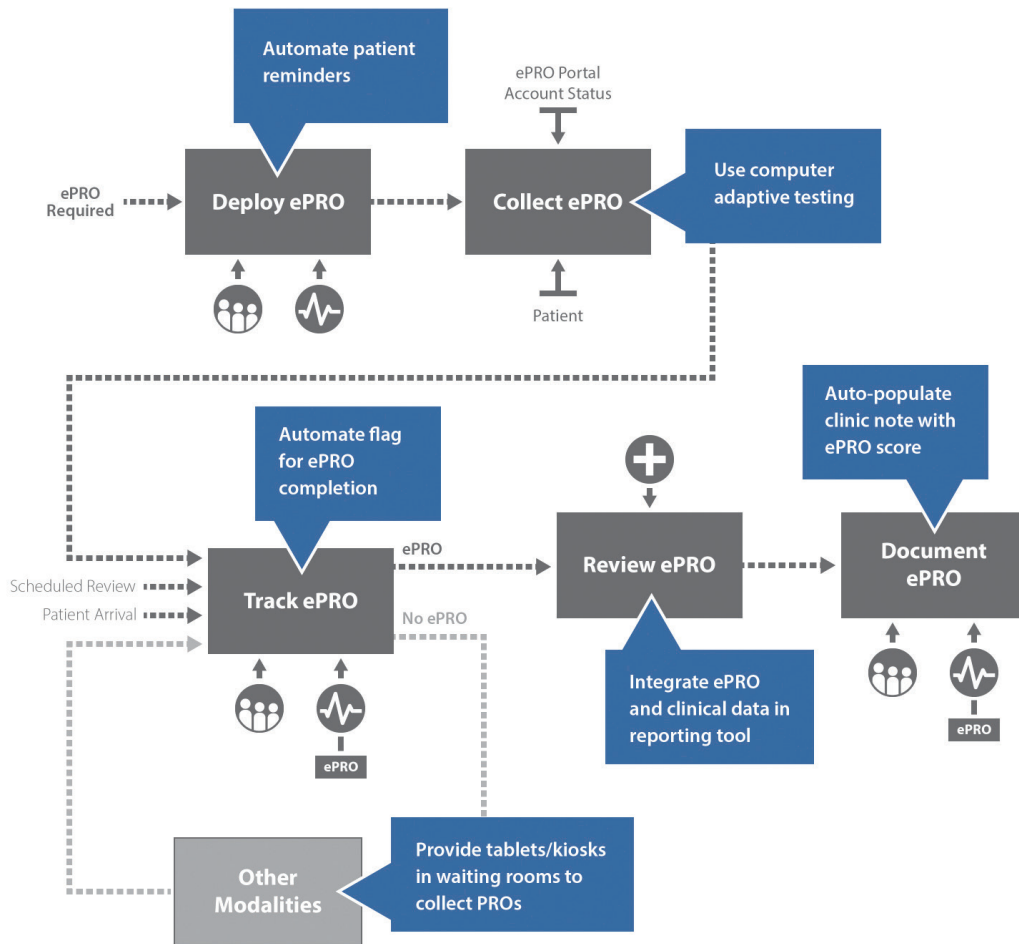 Automate patient
reminders
ePRO Portal
Account Status
ePRO
Required
Deploy ePRO
Collect ePRO
Use computer
adaptive testing
Patient
Automate flag
for ePRO
completion
Auto-populate
clinic note with
ePRO score
Scheduled Review
Patient Arrival
Track ePRO
ePRO
No ePRO
Review ePRO
Document
ePRO
Integrate ePRO
and clinical data in
reporting tool
ePRO
ePRO
Other
Modalities
Provide tablets/kiosks
in waiting rooms to
collect PROs